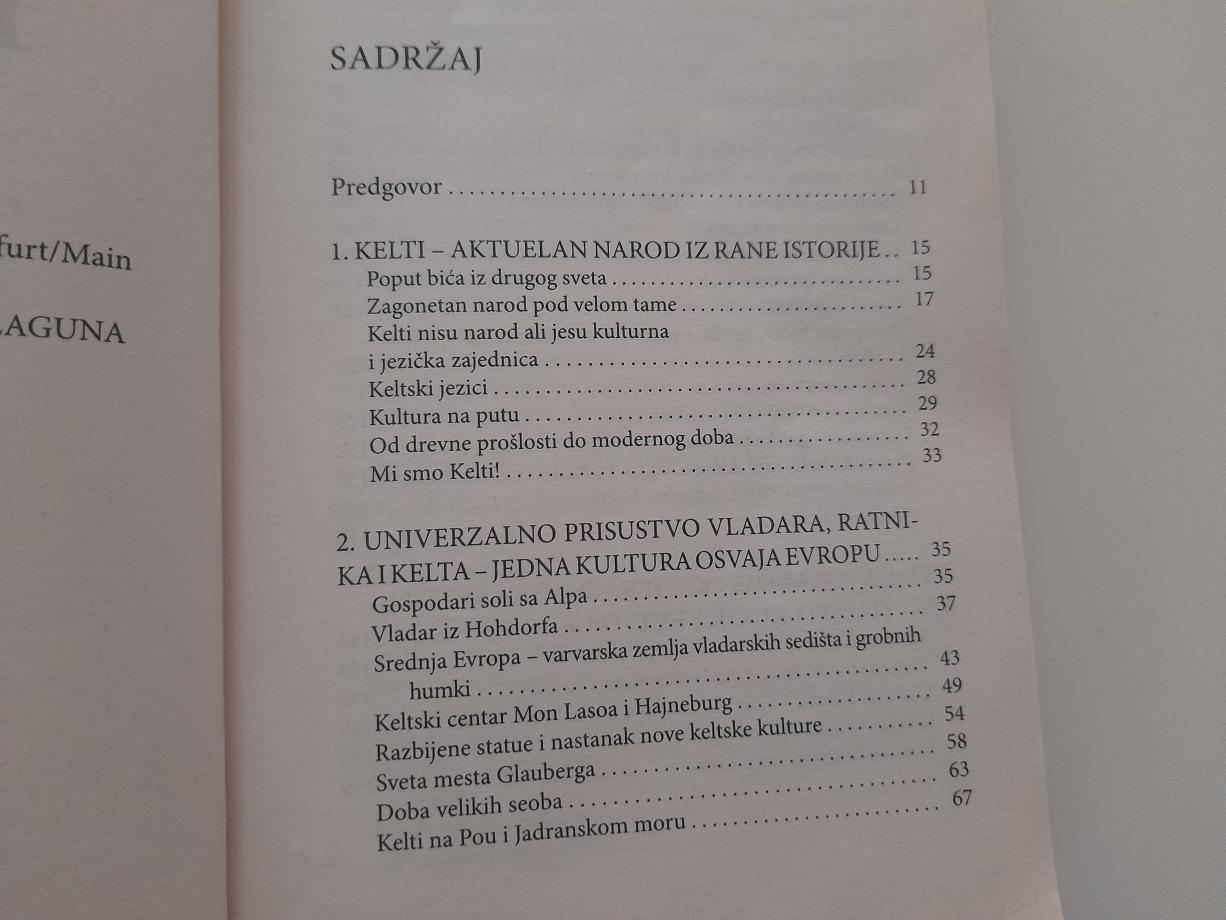 furt/Main
LAGUNA
SADRŽAJ
Predgovor ........................................... 11
1. KELTI – AKTUELAN NAROD IZ RANE ISTORIJE .. 15
Poput bića iz drugog sveta ............................ 15
Zagonetan narod pod velom tame ..................... 17
Kelti nisu narod ali jesu kulturna
i jezička zajednica ................................... 24
Keltski jezici ........................................ 28
Kultura na putu ..................................... 29
Od drevne prošlosti do modernog doba ................. 32
Mi smo Kelti! ....................................... 33
2. UNIVERZALNO PRISUSTVO VLADARA, RATNI-
KA I KELTA – JEDNA KULTURA OSVAJA EVROPU ..... 35
Gospodari soli sa Alpa ................................ 35
Vladar iz Hohdorfa ................................... 37
Srednja Evropa – varvarska zemlja vladarskih sedišta i grobnih
humki ........................................... 43
Keltski centar Mon Lasoa i Hajneburg ................... 49
Razbijene statue i nastanak nove keltske kulture ........... 54
Sveta mesta Glauberga ................................ 58
Doba velikih seoba ................................... 63
Kelti na Pou i Jadranskom moru ........................ 67